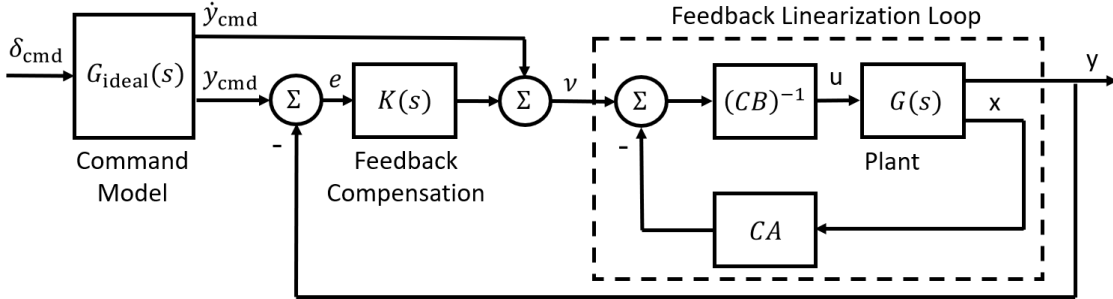 Feedback Linearization Loop
ẏ_cmd
δ_cmd
G_ideal(s)
y_cmd
Σ
e
K(s)
Σ
ν
Σ
(CB)⁻¹
u
G(s)
y
x
-
-
Command
Model
Feedback
Compensation
Plant
CA